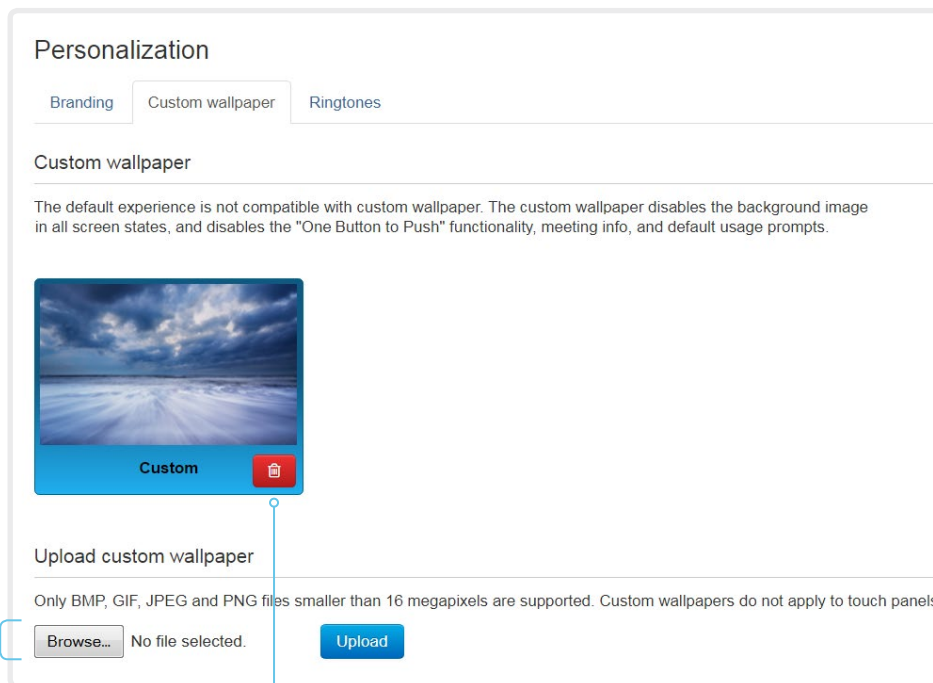 Personalization
Branding Custom wallpaper Ringtones
Custom wallpaper
The default experience is not compatible with custom wallpaper. The custom wallpaper disables the background image
in all screen states, and disables the "One Button to Push" functionality, meeting info, and default usage prompts.
Custom
Upload custom wallpaper
Only BMP, GIF, JPEG and PNG files smaller than 16 megapixels are supported. Custom wallpapers do not apply to touch panels
Browse... No file selected. Upload